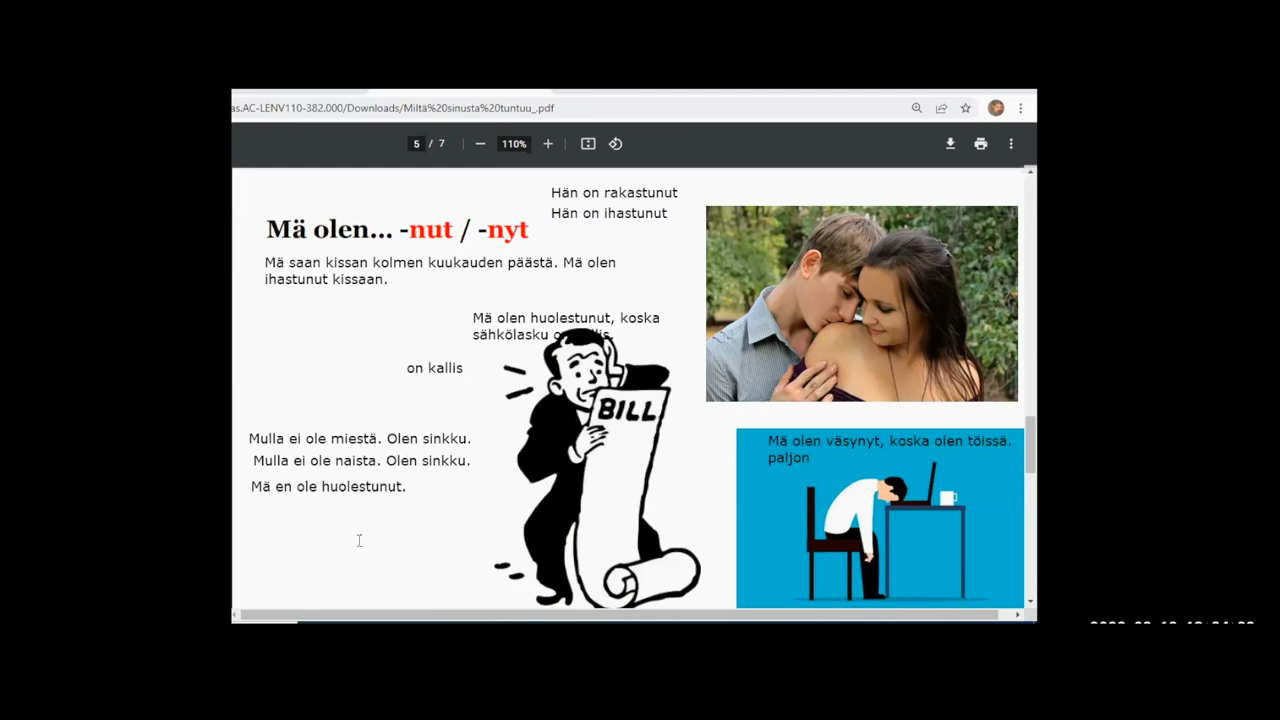 as.AC-LENV110-382.000/Downloads/Miltä%20sinusta%20tuntuu_.pdf
5 / 7
110%
Hän on rakastunut
Hän on ihastunut
Mä olen... -nut / -nyt
Mä saan kissan kolmen kuukauden päästä. Mä olen
ihastunut kissaan.
Mä olen huolestunut, koska
sähkölasku
on kallis
BILL
Mulla ei ole miestä. Olen sinkku.
Mulla ei ole naista. Olen sinkku.
Mä en ole huolestunut.
Mä olen väsynyt, koska olen töissä.
paljon